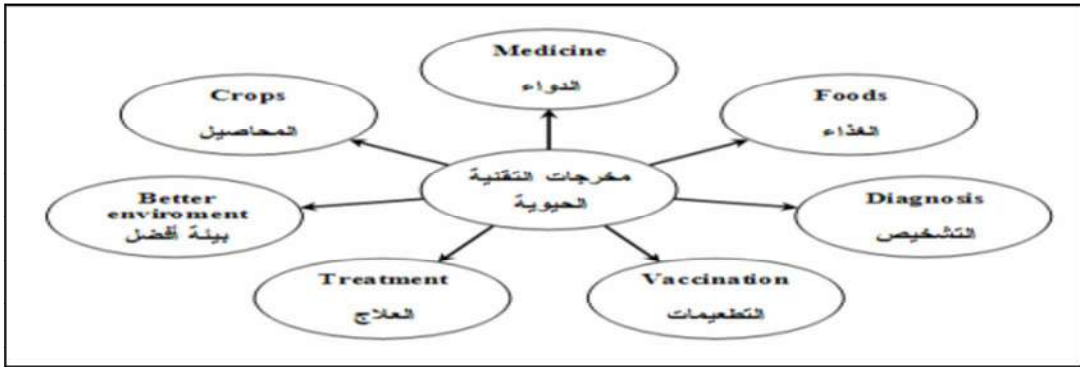 Medicine
الدواء
Crops
المحاصيل
Foods
الغذاء
مخرجات التقنية
الحيوية
Better
enviroment
بيئة أفضل
Diagnosis
التشخيص
Treatment
العلاج
Vaccination
التطعيمات